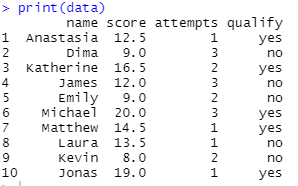 > print(data)
name score attempts qualify
1 Anastasia 12.5 1 yes
2 Dima 9.0 3 no
3 Katherine 16.5 2 yes
4 James 12.0 3 no
5 Emily 9.0 2 no
6 Michael 20.0 3 yes
7 Matthew 14.5 1 yes
8 Laura 13.5 1 no
9 Kevin 8.0 2 no
10 Jonas 19.0 1 yes